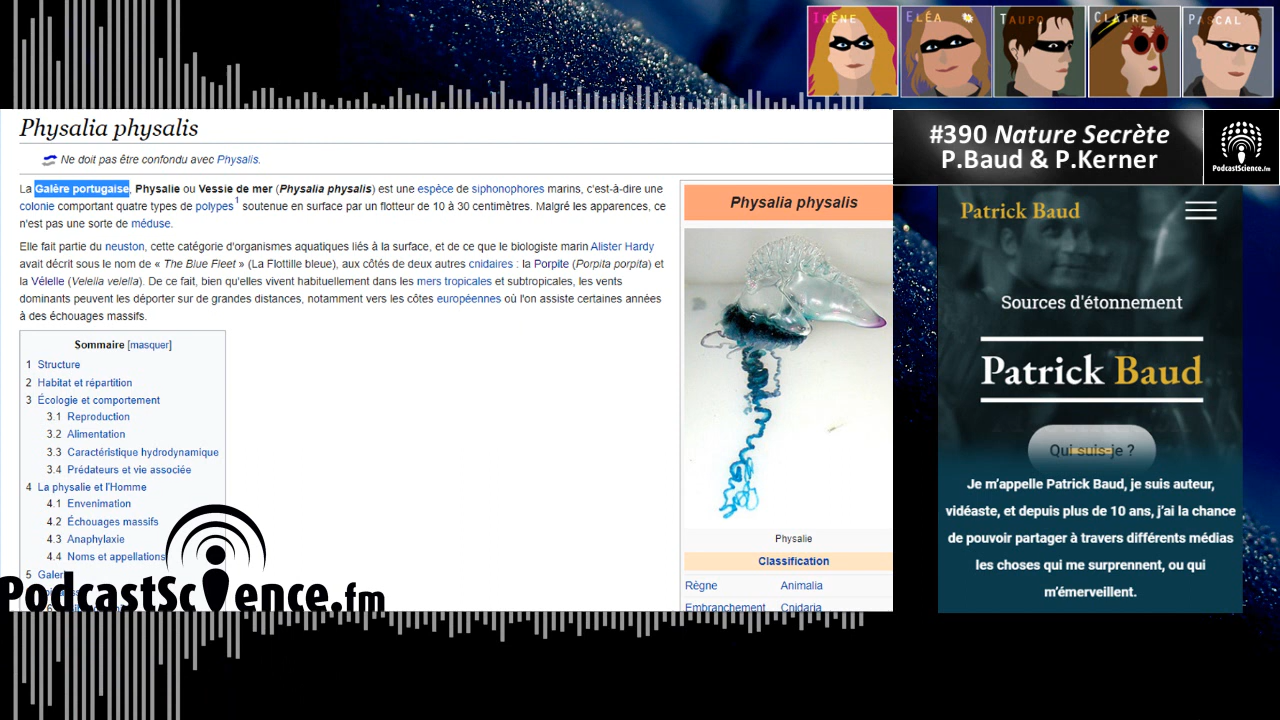 IRÈNE
ELÉA
TAUPO
CLAIRE
PASCAL
Physalia physalis
Ne doit pas être confondu avec Physalis.
La Galère portugaise, Physalie ou Vessie de mer (Physalia physalis) est une espèce de siphonophores marins, c'est-à-dire une
colonie comportant quatre types de polypes1 soutenue en surface par un flotteur de 10 à 30 centimètres. Malgré les apparences, ce
n'est pas une sorte de méduse.
Elle fait partie du neuston, cette catégorie d'organismes aquatiques liés à la surface, et de ce que le biologiste marin Alister Hardy
avait décrit sous le nom de « The Blue Fleet » (La Flottille bleue), aux côtés de deux autres cnidaires : la Porpite (Porpita porpita) et
la Vélelle (Velella velella). De ce fait, bien qu'elles vivent habituellement dans les mers tropicales et subtropicales, les vents
dominants peuvent les déporter sur de grandes distances, notamment vers les côtes européennes où l'on assiste certaines années
à des échouages massifs.
Sommaire [masquer]
1 Structure
2 Habitat et répartition
3 Écologie et comportement
3.1 Reproduction
3.2 Alimentation
3.3 Caractéristique hydrodynamique
3.4 Prédateurs et vie associée
4 La physalie et l'Homme
4.1 Envenimation
4.2 Échouages massifs
4.3 Anaphylaxie
4.4 Noms et appellations
5 Galer
PodcastScience.fm
Physalia physalis
Physalie
Classification
Règne Animalia
Embranchement Cnidaria
#390 Nature Secrète
P.Baud & P.Kerner
PodcastScience.fm
Patrick Baud
Sources d'étonnement
Patrick Baud
Qui suis-je ?
Je m'appelle Patrick Baud, je suis auteur,
vidéaste, et depuis plus de 10 ans, j'ai la chance
de pouvoir partager à travers différents médias
les choses qui me surprennent, ou qui
m'émerveillent.